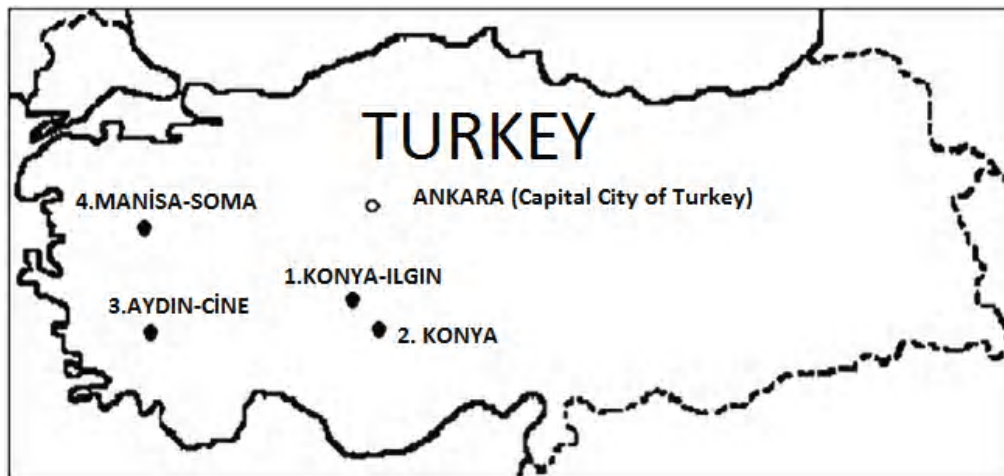 TURKEY
ANKARA (Capital City of Turkey)
4.MANİSA-SOMA
1.KONYA-ILGIN
3.AYDIN-CİNE
2. KONYA